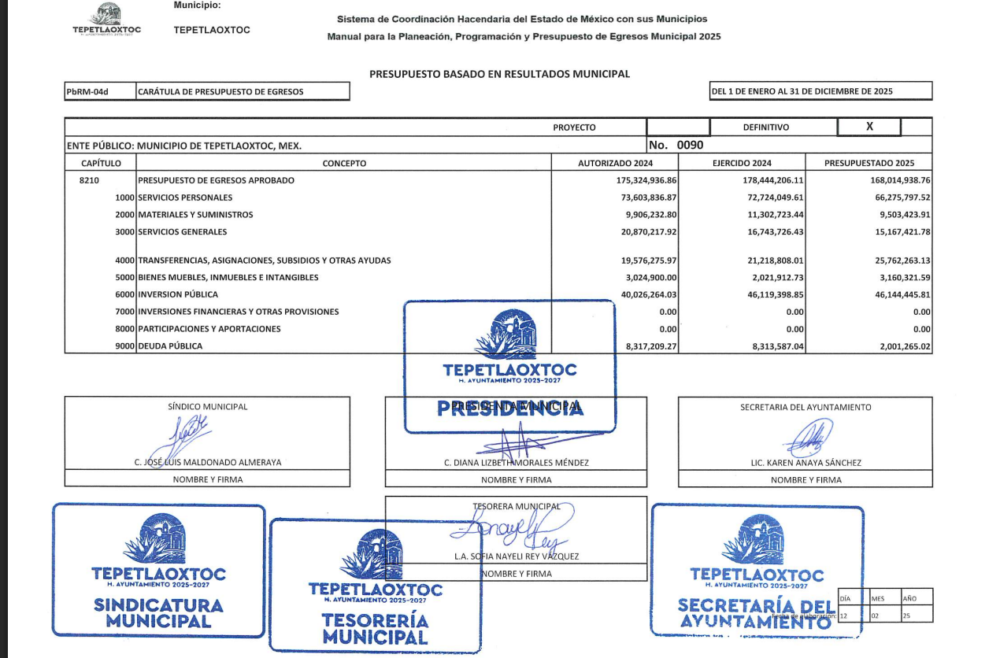 Municipio:
TEPETLAOXTOC
H. AYUNTAMIENTO 2025-2027
TEPETLAOXTOC
Sistema de Coordinación Hacendaria del Estado de México con sus Municipios
Manual para la Planeación, Programación y Presupuesto de Egresos Municipal 2025
PRESUPUESTO BASADO EN RESULTADOS MUNICIPAL
PbRM-04d CARÁTULA DE PRESUPUESTO DE EGRESOS DEL 1 DE ENERO AL 31 DE DICIEMBRE DE 2025
PROYECTO DEFINITIVO X
ENTE PÚBLICO: MUNICIPIO DE TEPETLAOXTOC, MEX. No. 0090
CAPÍTULO CONCEPTO AUTORIZADO 2024 EJERCIDO 2024 PRESUPUESTADO 2025
8210 PRESUPUESTO DE EGRESOS APROBADO 175,324,936.86 178,444,206.11 168,014,938.76
1000 SERVICIOS PERSONALES 73,603,836.87 72,724,049.61 66,275,797.52
2000 MATERIALES Y SUMINISTROS 9,906,232.80 11,302,723.44 9,503,423.91
3000 SERVICIOS GENERALES 20,870,217.92 16,743,726.43 15,167,421.78
4000 TRANSFERENCIAS, ASIGNACIONES, SUBSIDIOS Y OTRAS AYUDAS 19,576,275.97 21,218,808.01 25,762,263.13
5000 BIENES MUEBLES, INMUEBLES E INTANGIBLES 3,024,900.00 2,021,912.73 3,160,321.59
6000 INVERSION PÚBLICA 40,026,264.03 46,119,398.85 46,144,445.81
7000 INVERSIONES FINANCIERAS Y OTRAS PROVISIONES 0.00 0.00 0.00
8000 PARTICIPACIONES Y APORTACIONES 0.00 0.00 0.00
9000 DEUDA PÚBLICA 8,317,209.27 8,313,587.04 2,001,265.02
TEPETLAOXTOC
H. AYUNTAMIENTO 2025-2027
PRESIDENCIA
SÍNDICO MUNICIPAL PRESIDENTA MUNICIPAL SECRETARIA DEL AYUNTAMIENTO
C. JOSÉ LUIS MALDONADO ALMERAYA C. DIANA LIZBETH MORALES MÉNDEZ LIC. KAREN ANAYA SÁNCHEZ
NOMBRE Y FIRMA NOMBRE Y FIRMA NOMBRE Y FIRMA
TESORERA MUNICIPAL
L.A. SOFIA NAYELI REY VÁZQUEZ
NOMBRE Y FIRMA
TEPETLAOXTOC
H. AYUNTAMIENTO 2025-2027
SINDICATURA
MUNICIPAL
TEPETLAOXTOC
H. AYUNTAMIENTO 2025-2027
TESORERÍA
MUNICIPAL
TEPETLAOXTOC
H. AYUNTAMIENTO 2025-2027
SECRETARÍA DEL
AYUNTAMIENTO
DÍA MES AÑO
Fecha de elaboración: 12 02 25